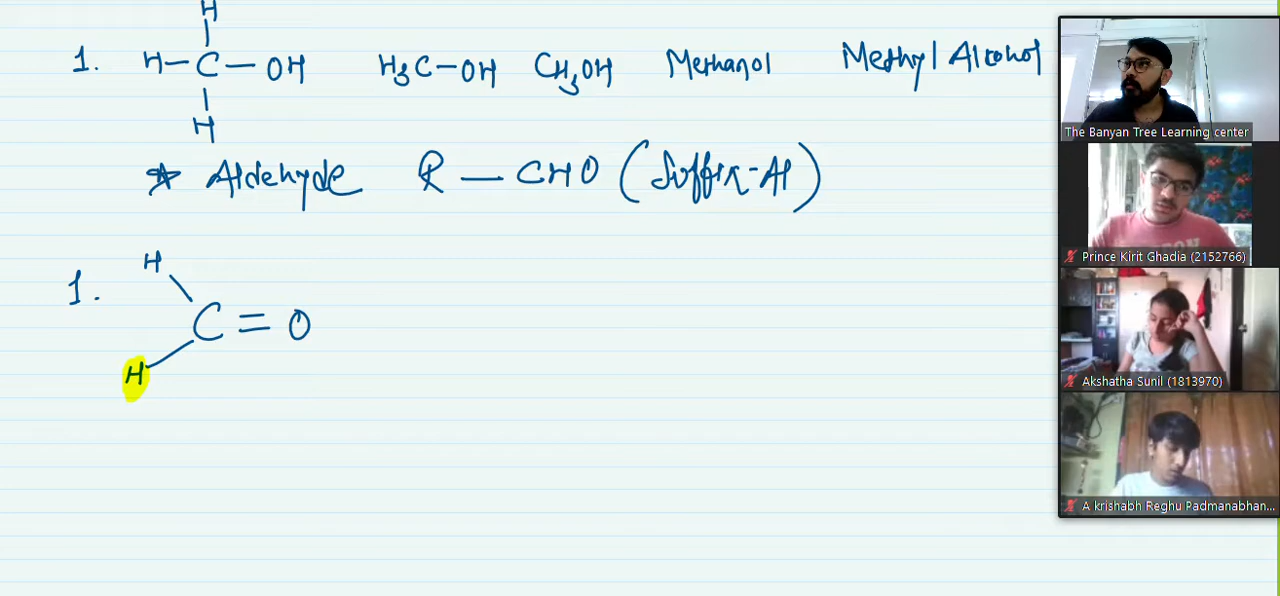 H
1. H–C–OH H₃C–OH CH₃OH Methanol Methyl Alcohol
H
* Aldehyde R — CHO (Suffix-Al)
H
1.
C = O
H
The Banyan Tree Learning center
Prince Kirit Ghadia (2152766)
Akshatha Sunil (1813970)
A krishabh Reghu Padmanabhan...